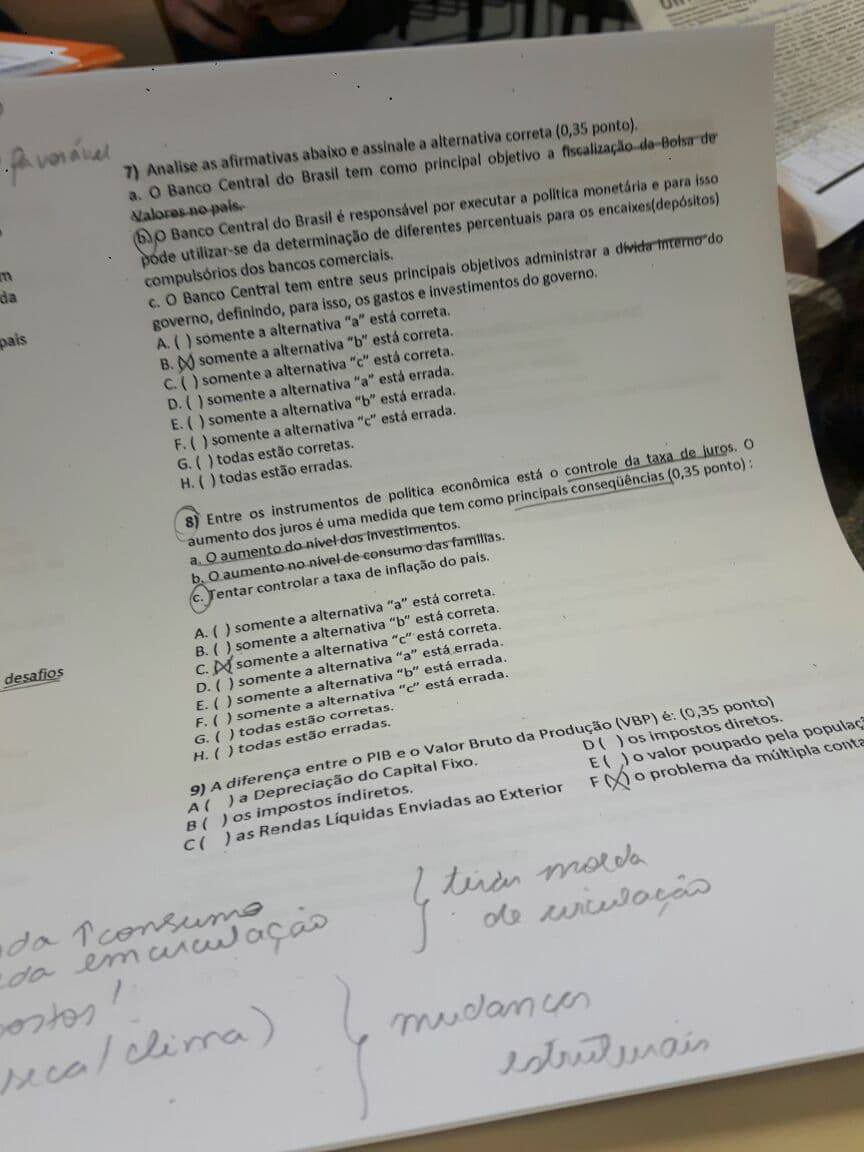 favorável
m
da
pais
desafios
7) Analise as afirmativas abaixo e assinale a alternativa correta (0,35 ponto).
a. O Banco Central do Brasil tem como principal objetivo a fiscalização da Bolsa de
Valores no país.
b. O Banco Central do Brasil é responsável por executar a política monetária e para isso
pode utilizar-se da determinação de diferentes percentuais para os encaixes(depósitos)
compulsórios dos bancos comerciais.
c. O Banco Central tem entre seus principais objetivos administrar a dívida interno do
governo, definindo, para isso, os gastos e investimentos do governo.
A. ( ) somente a alternativa "a" está correta.
B. (X) somente a alternativa "b" está correta.
C. ( ) somente a alternativa "c" está correta.
D. ( ) somente a alternativa "a" está errada.
E. ( ) somente a alternativa "b" está errada.
F. ( ) somente a alternativa "c" está errada.
G. ( ) todas estão corretas.
H. ( ) todas estão erradas.
8) Entre os instrumentos de política econômica está o controle da taxa de juros. O
aumento dos juros é uma medida que tem como principais conseqüências (0,35 ponto) :
a. O aumento do nível dos investimentos.
b. O aumento no nível de consumo das famílias.
c. Tentar controlar a taxa de inflação do país.
A. ( ) somente a alternativa "a" está correta.
B. ( ) somente a alternativa "b" está correta.
C. (X) somente a alternativa "c" está correta.
D. ( ) somente a alternativa "a" está errada.
E. ( ) somente a alternativa "b" está errada.
F. ( ) somente a alternativa "c" está errada.
G. ( ) todas estão corretas.
H. ( ) todas estão erradas.
9) A diferença entre o PIB e o Valor Bruto da Produção (VBP) é: (0,35 ponto)
A ( ) a Depreciação do Capital Fixo.
B ( ) os impostos indiretos.
C ( ) as Rendas Líquidas Enviadas ao Exterior
D ( ) os impostos diretos.
E ( ) o valor poupado pela populaç
F (X) o problema da múltipla conta
da ↑consumo
da em circulação
postos!
seca/clima)
tirar moeda
de circulação
mudanças
estruturais